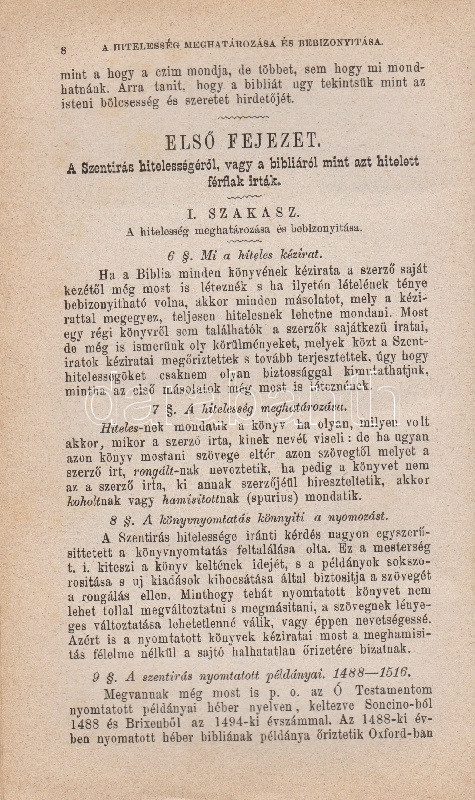 8 A HITELESSÉG MEGHATÁROZÁSA ÉS BEBIZONYITÁSA.
mint a hogy a czim mondja, de többet, sem hogy mi mond-
hatnánk. Arra tanit, hogy a bibliát ugy tekintsük mint az
isteni bölcsesség és szeretet hirdetőjét.
ELSŐ FEJEZET.
A Szentirás hitelességéről, vagy a bibliáról mint azt hitelett
férfiak irták.
I. SZAKASZ.
A hitelesség meghatározása és bebizonyitása.
6 §. Mi a hiteles kézirat.
Ha a Biblia minden könyvének kézirata a szerző saját
kezétől még most is léteznék s ha ilyetén lételének ténye
bebizonyitható volna, akkor minden másolatot, mely a kézi-
rattal megegyez, teljesen hitelesnek lehetne mondani. Most
egy régi könyvről sem találhatók a szerzők sajátkezü iratai,
de még is ismerünk oly körülményeket, melyek közt a Szent-
iratok kéziratai megőriztettek s tovább terjesztettek, úgy hogy
hitelességöket csaknem olyan biztossággal kimutathatjuk,
mintha az első másolatok még most is léteznének.
7 §. A hitelesség meghatározása.
Hiteles-nek mondatik a könyv ha olyan, milyen volt
akkor, mikor a szerző irta, kinek nevét viseli: de ha ugyan
azon könyv mostani szövege eltér azon szövegtől melyet a
szerző irt, rongált-nak neveztetik, ha pedig a könyvet nem
az a szerző irta, ki annak szerzőjéül hireszteltetik, akkor
koholtnak vagy hamisitottnak (spurius) mondatik.
8 §. A könyvnyomtatás könnyiti a nyomozást.
A Szentirás hitelessége iránti kérdés nagyon egyszerü-
sittetett a könyvnyomtatás feltalálása olta. Ez a mesterség
t. i. kiteszi a könyv keltének idejét, s a példányok sokszo-
rositása s uj kiadások kibocsátása által biztositja a szövegét
a rongálás ellen. Minthogy tehát nyomtatott könyvet nem
lehet tollal megváltoztatni s megmásitani, a szövegnek lénye-
ges változtatása lehetetlenné válik, vagy éppen nevetségessé.
Azért is a nyomtatott könyvek kéziratai most a meghamisi-
tás félelme nélkül a sajtó halhatatlan őrizetére bizatnak.
9 §. A szentirás nyomtatott példányai. 1488—1516.
Megvannak még most is p. o. az Ó Testamentom
nyomtatott példányai héber nyelven, keltezve Soncino-ból
1488 és Brixenből az 1494-ki évszámmal. Az 1488-ki év-
ben nyomatott héber bibliának példánya őriztetik Oxford-ban
darabanth